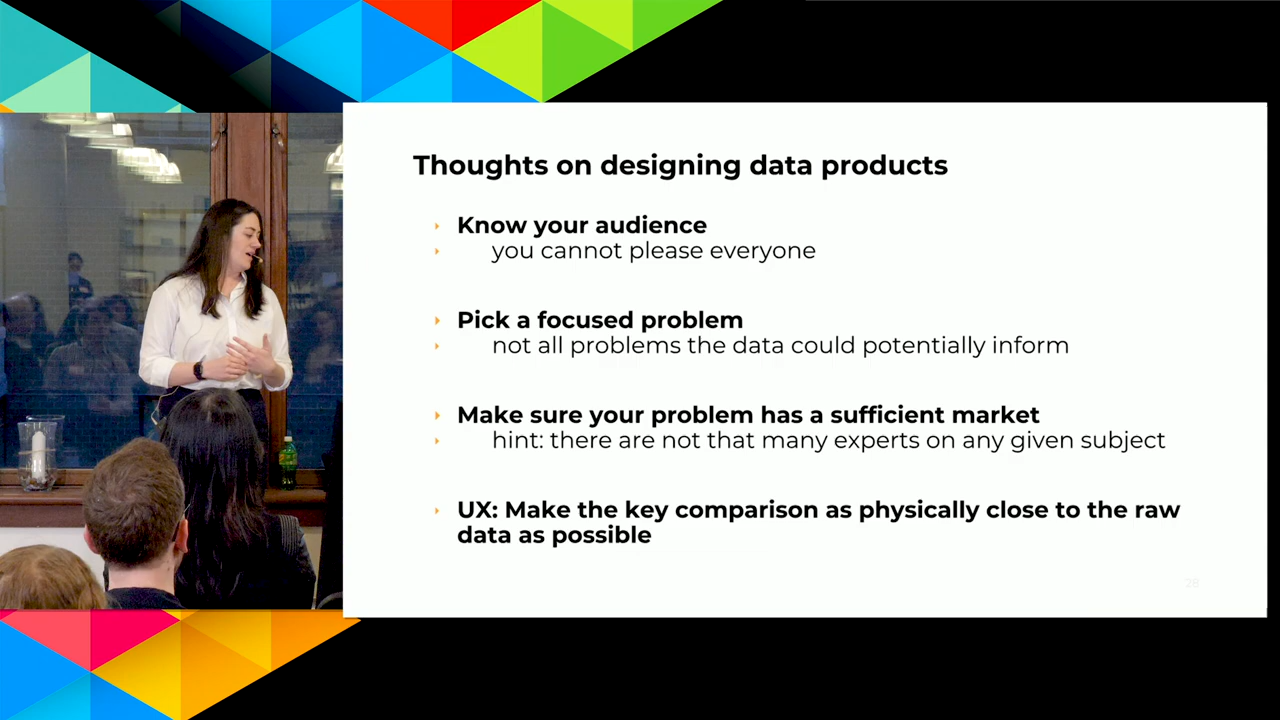 Thoughts on designing data products
Know your audience
you cannot please everyone
Pick a focused problem
not all problems the data could potentially inform
Make sure your problem has a sufficient market
hint: there are not that many experts on any given subject
UX: Make the key comparison as physically close to the raw
data as possible
28